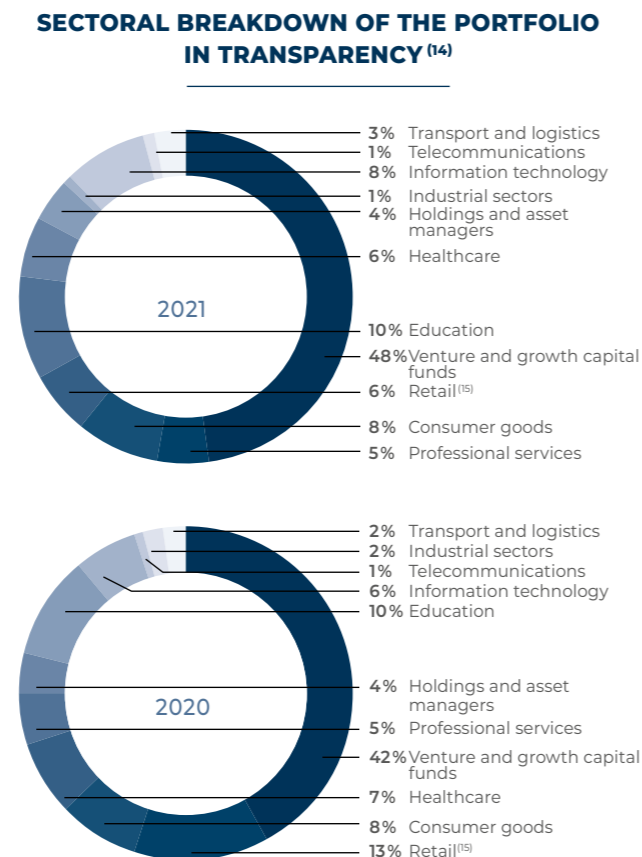 SECTORAL BREAKDOWN OF THE PORTFOLIO
IN TRANSPARENCY (14)
3% Transport and logistics
1% Telecommunications
8% Information technology
1% Industrial sectors
4% Holdings and asset
managers
6% Healthcare
2021
10% Education
48% Venture and growth capital
funds
6% Retail(15)
8% Consumer goods
5% Professional services
2% Transport and logistics
2% Industrial sectors
1% Telecommunications
6% Information technology
10% Education
4% Holdings and asset
managers
2020
5% Professional services
42% Venture and growth capital
funds
7% Healthcare
8% Consumer goods
13% Retail(15)